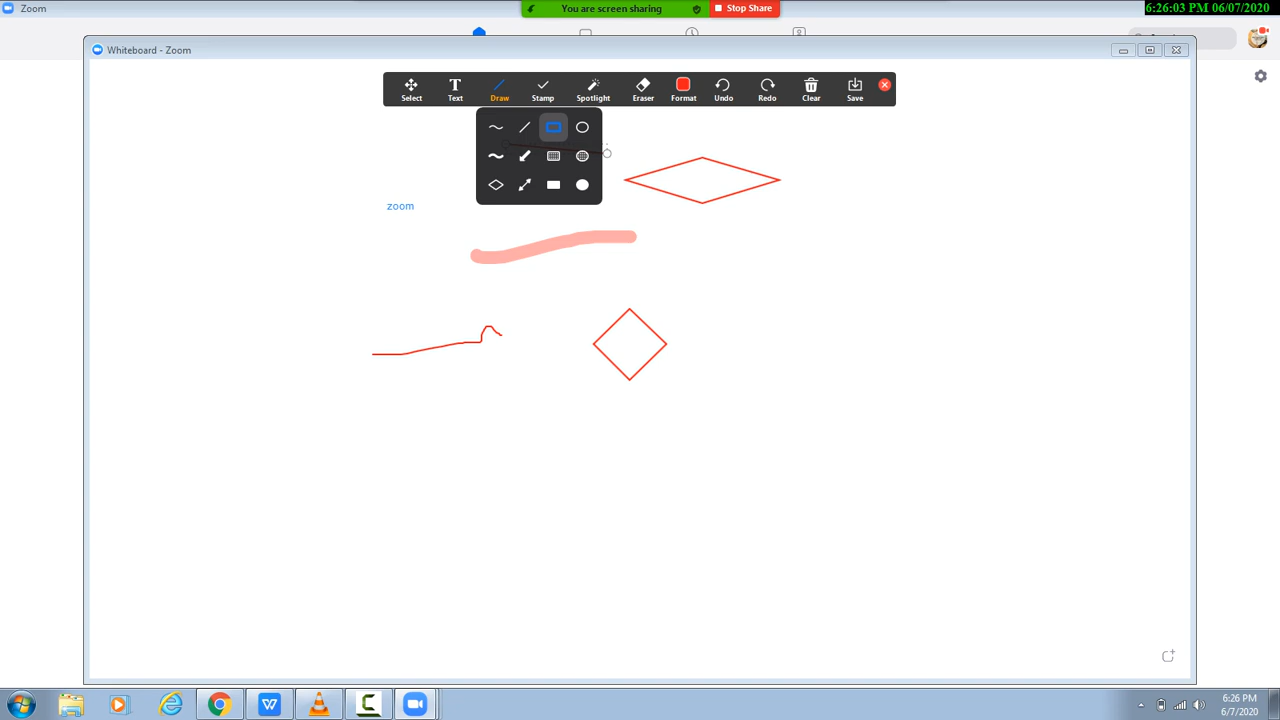 Zoom
You are screen sharing
Stop Share
6:26:03 PM 06/07/2020
Whiteboard - Zoom
Select
Text
Draw
Stamp
Spotlight
Eraser
Format
Undo
Redo
Clear
Save
zoom
6:26 PM
6/7/2020